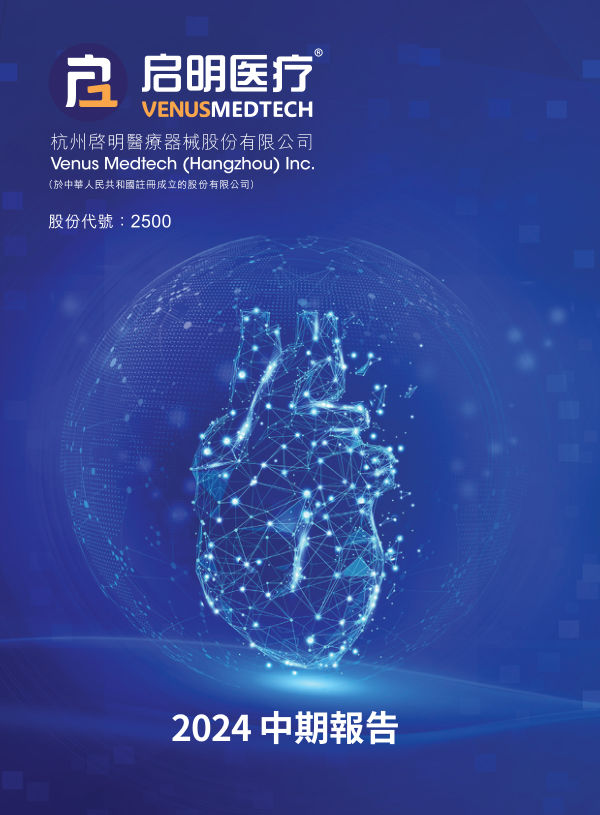 启明医疗®
VENUSMEDTECH
杭州啓明醫療器械股份有限公司
Venus Medtech (Hangzhou) Inc.
（於中華人民共和國註冊成立的股份有限公司）
股份代號：2500
2024 中期報告